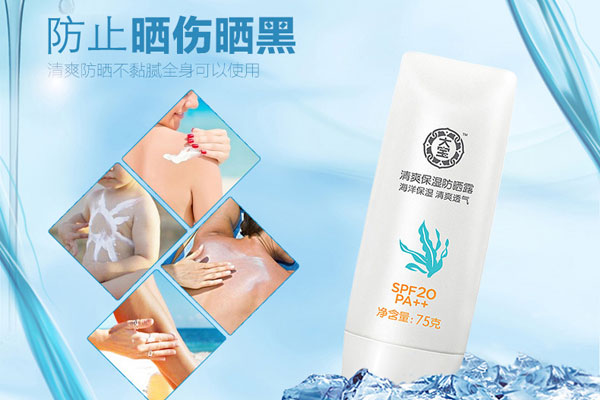 防止晒伤晒黑
清爽防晒不黏腻全身可以使用
大宝
TM
清爽保湿防晒露
海洋保湿 清爽透气
SPF20
PA++
净含量:75克